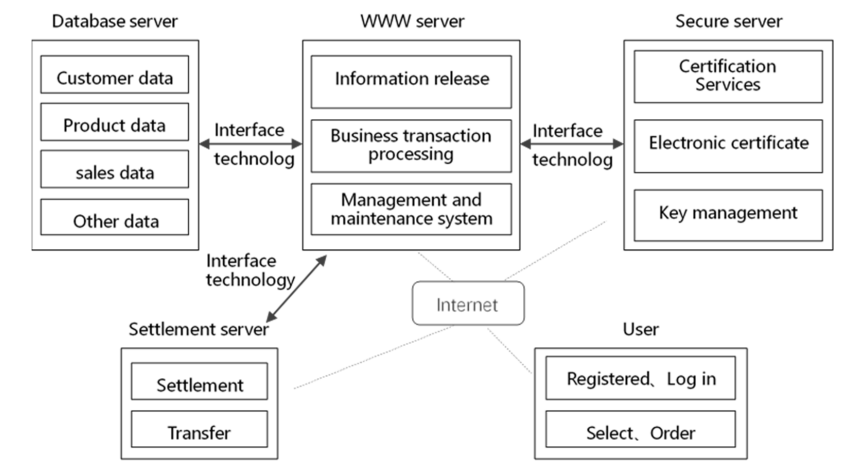 Database server
WWW server
Secure server
Customer data
Product data
sales data
Other data
Interface
technolog
Information release
Business transaction
processing
Management and
maintenance system
Interface
technolog
Certification
Services
Electronic certificate
Key management
Interface
technology
Internet
Settlement server
Settlement
Transfer
User
Registered、Log in
Select、Order